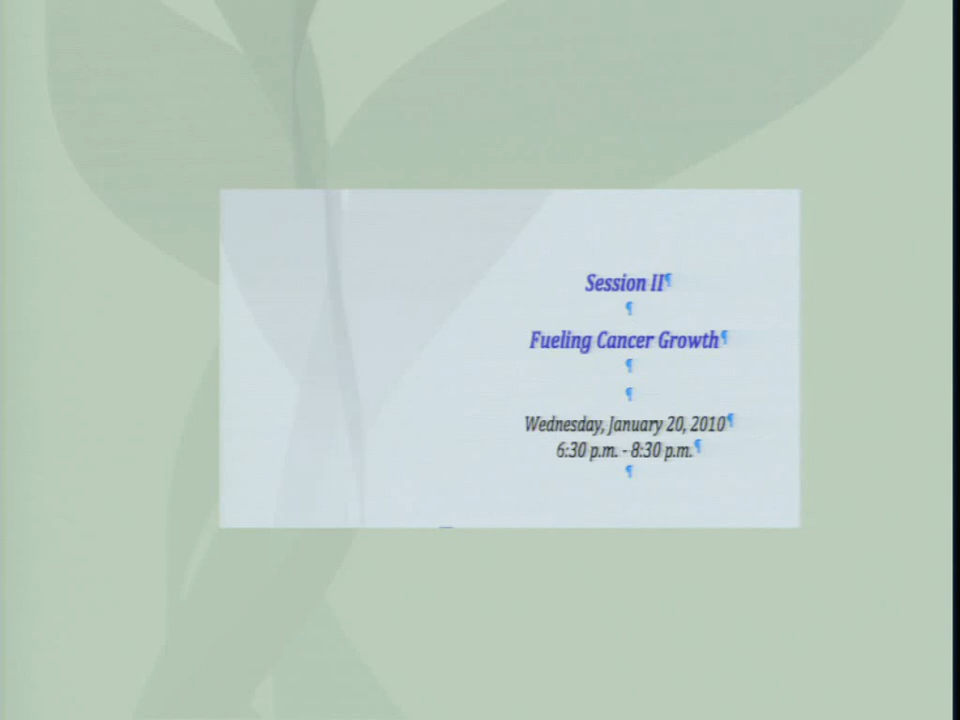 Session II¶
¶
Fueling Cancer Growth¶
¶
¶
Wednesday, January 20, 2010¶
6:30 p.m. - 8:30 p.m.¶
¶